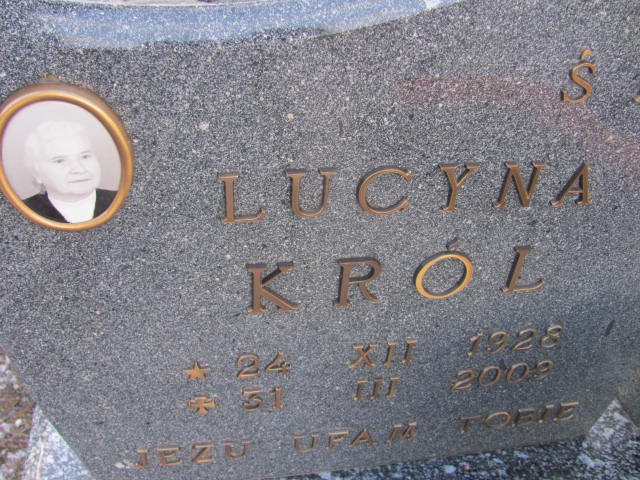 Ś
LUCYNA
KRÓL
★ 24 XII 1928
✝ 31 III 2009
JEZU UFAM TOBIE